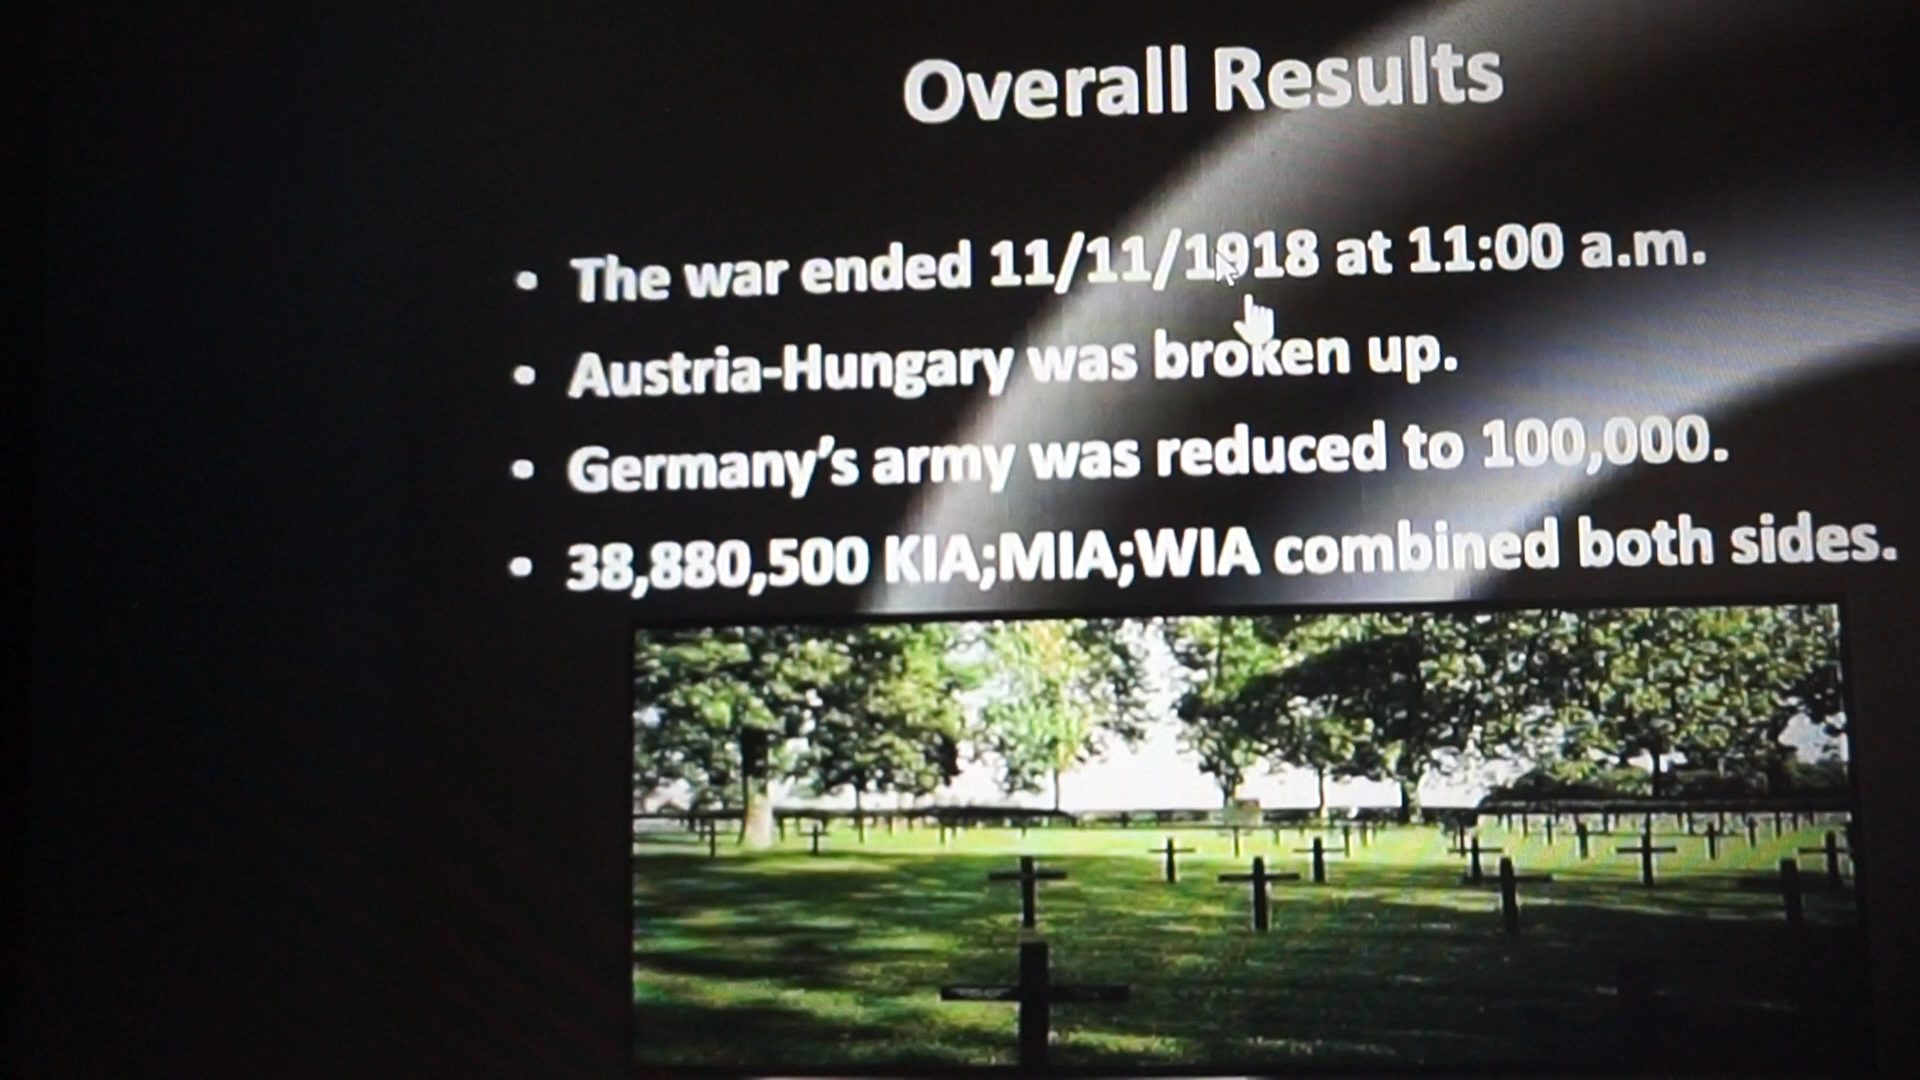 Overall Results
• The war ended 11/11/1918 at 11:00 a.m.
• Austria-Hungary was broken up.
• Germany's army was reduced to 100,000.
• 38,880,500 KIA;MIA;WIA combined both sides.